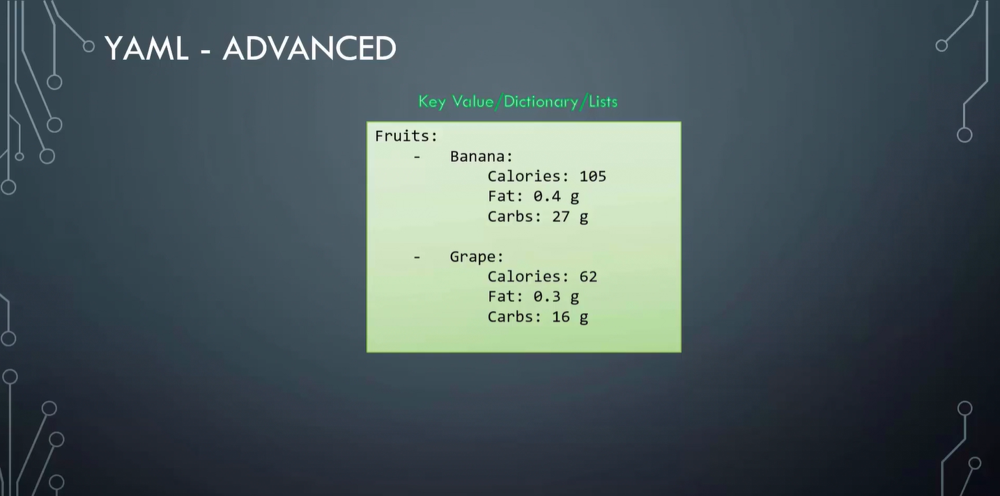 YAML - ADVANCED
Key Value/Dictionary/Lists
Fruits:
- Banana:
Calories: 105
Fat: 0.4 g
Carbs: 27 g
- Grape:
Calories: 62
Fat: 0.3 g
Carbs: 16 g